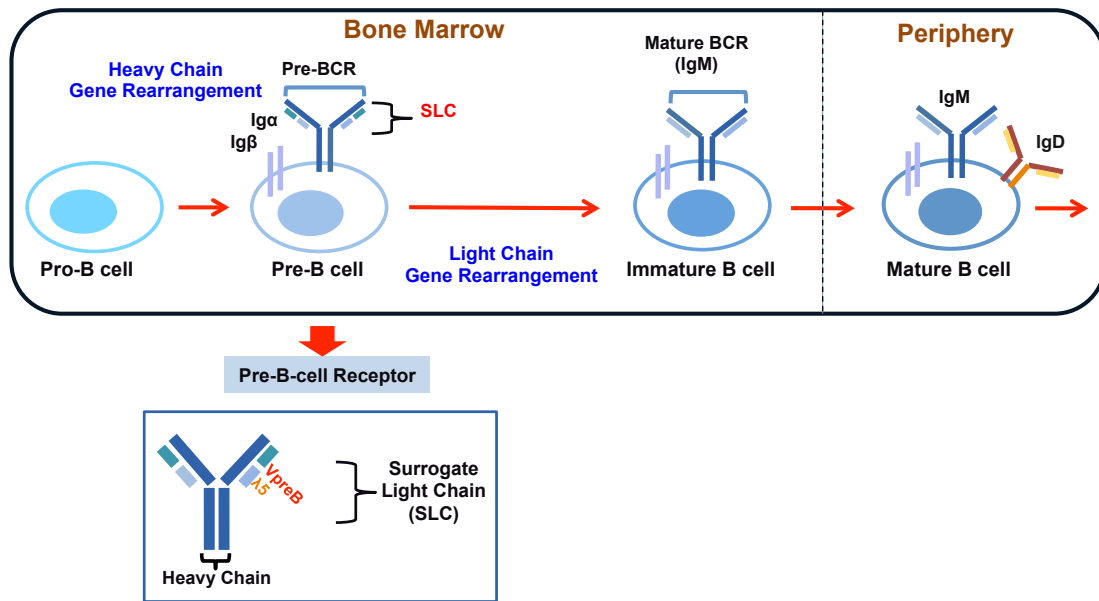 Bone Marrow
Periphery
Heavy Chain
Gene Rearrangement
Pre-BCR
SLC
Igα
Igβ
Mature BCR
(IgM)
IgM
IgD
Pro-B cell
Pre-B cell
Light Chain
Gene Rearrangement
Immature B cell
Mature B cell
Pre-B-cell Receptor
VpreB
λ5
Surrogate
Light Chain
(SLC)
Heavy Chain